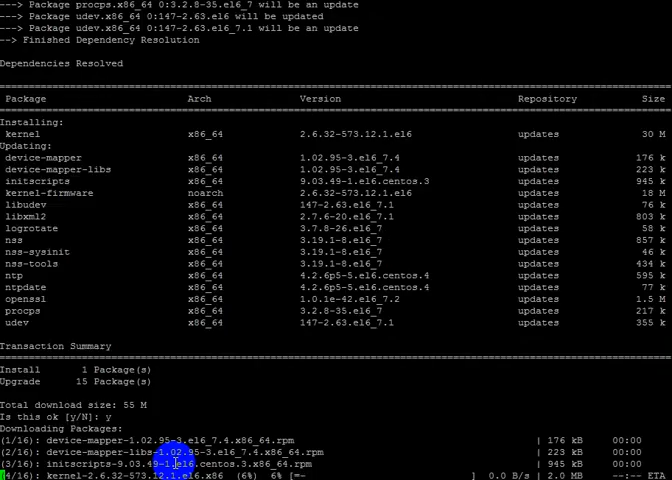 ---> Package procps.x86_64 0:3.2.8-35.el6_7 will be an update
---> Package udev.x86_64 0:147-2.63.el6 will be updated
---> Package udev.x86_64 0:147-2.63.el6_7.1 will be an update
--> Finished Dependency Resolution
Dependencies Resolved
Package Arch Version Repository Size
Installing:
kernel x86_64 2.6.32-573.12.1.el6 updates 30 M
Updating:
device-mapper x86_64 1.02.95-3.el6_7.4 updates 176 k
device-mapper-libs x86_64 1.02.95-3.el6_7.4 updates 223 k
initscripts x86_64 9.03.49-1.el6.centos.3 updates 945 k
kernel-firmware noarch 2.6.32-573.12.1.el6 updates 18 M
libudev x86_64 147-2.63.el6_7.1 updates 76 k
libxml2 x86_64 2.7.6-20.el6_7.1 updates 803 k
logrotate x86_64 3.7.8-26.el6_7 updates 58 k
nss x86_64 3.19.1-8.el6_7 updates 857 k
nss-sysinit x86_64 3.19.1-8.el6_7 updates 46 k
nss-tools x86_64 3.19.1-8.el6_7 updates 434 k
ntp x86_64 4.2.6p5-5.el6.centos.4 updates 595 k
ntpdate x86_64 4.2.6p5-5.el6.centos.4 updates 77 k
openssl x86_64 1.0.1e-42.el6_7.2 updates 1.5 M
procps x86_64 3.2.8-35.el6_7 updates 217 k
udev x86_64 147-2.63.el6_7.1 updates 355 k
Transaction Summary
Install 1 Package(s)
Upgrade 15 Package(s)
Total download size: 55 M
Is this ok [y/N]: y
Downloading Packages:
(1/16): device-mapper-1.02.95-3.el6_7.4.x86_64.rpm | 176 kB 00:00
(2/16): device-mapper-libs-1.02.95-3.el6_7.4.x86_64.rpm | 223 kB 00:00
(3/16): initscripts-9.03.49-1.el6.centos.3.x86_64.rpm | 945 kB 00:00
(4/16): kernel-2.6.32-573.12.1.el6.x86 (6%) 6% [=- ] 0.0 B/s | 2.0 MB --:-- ETA